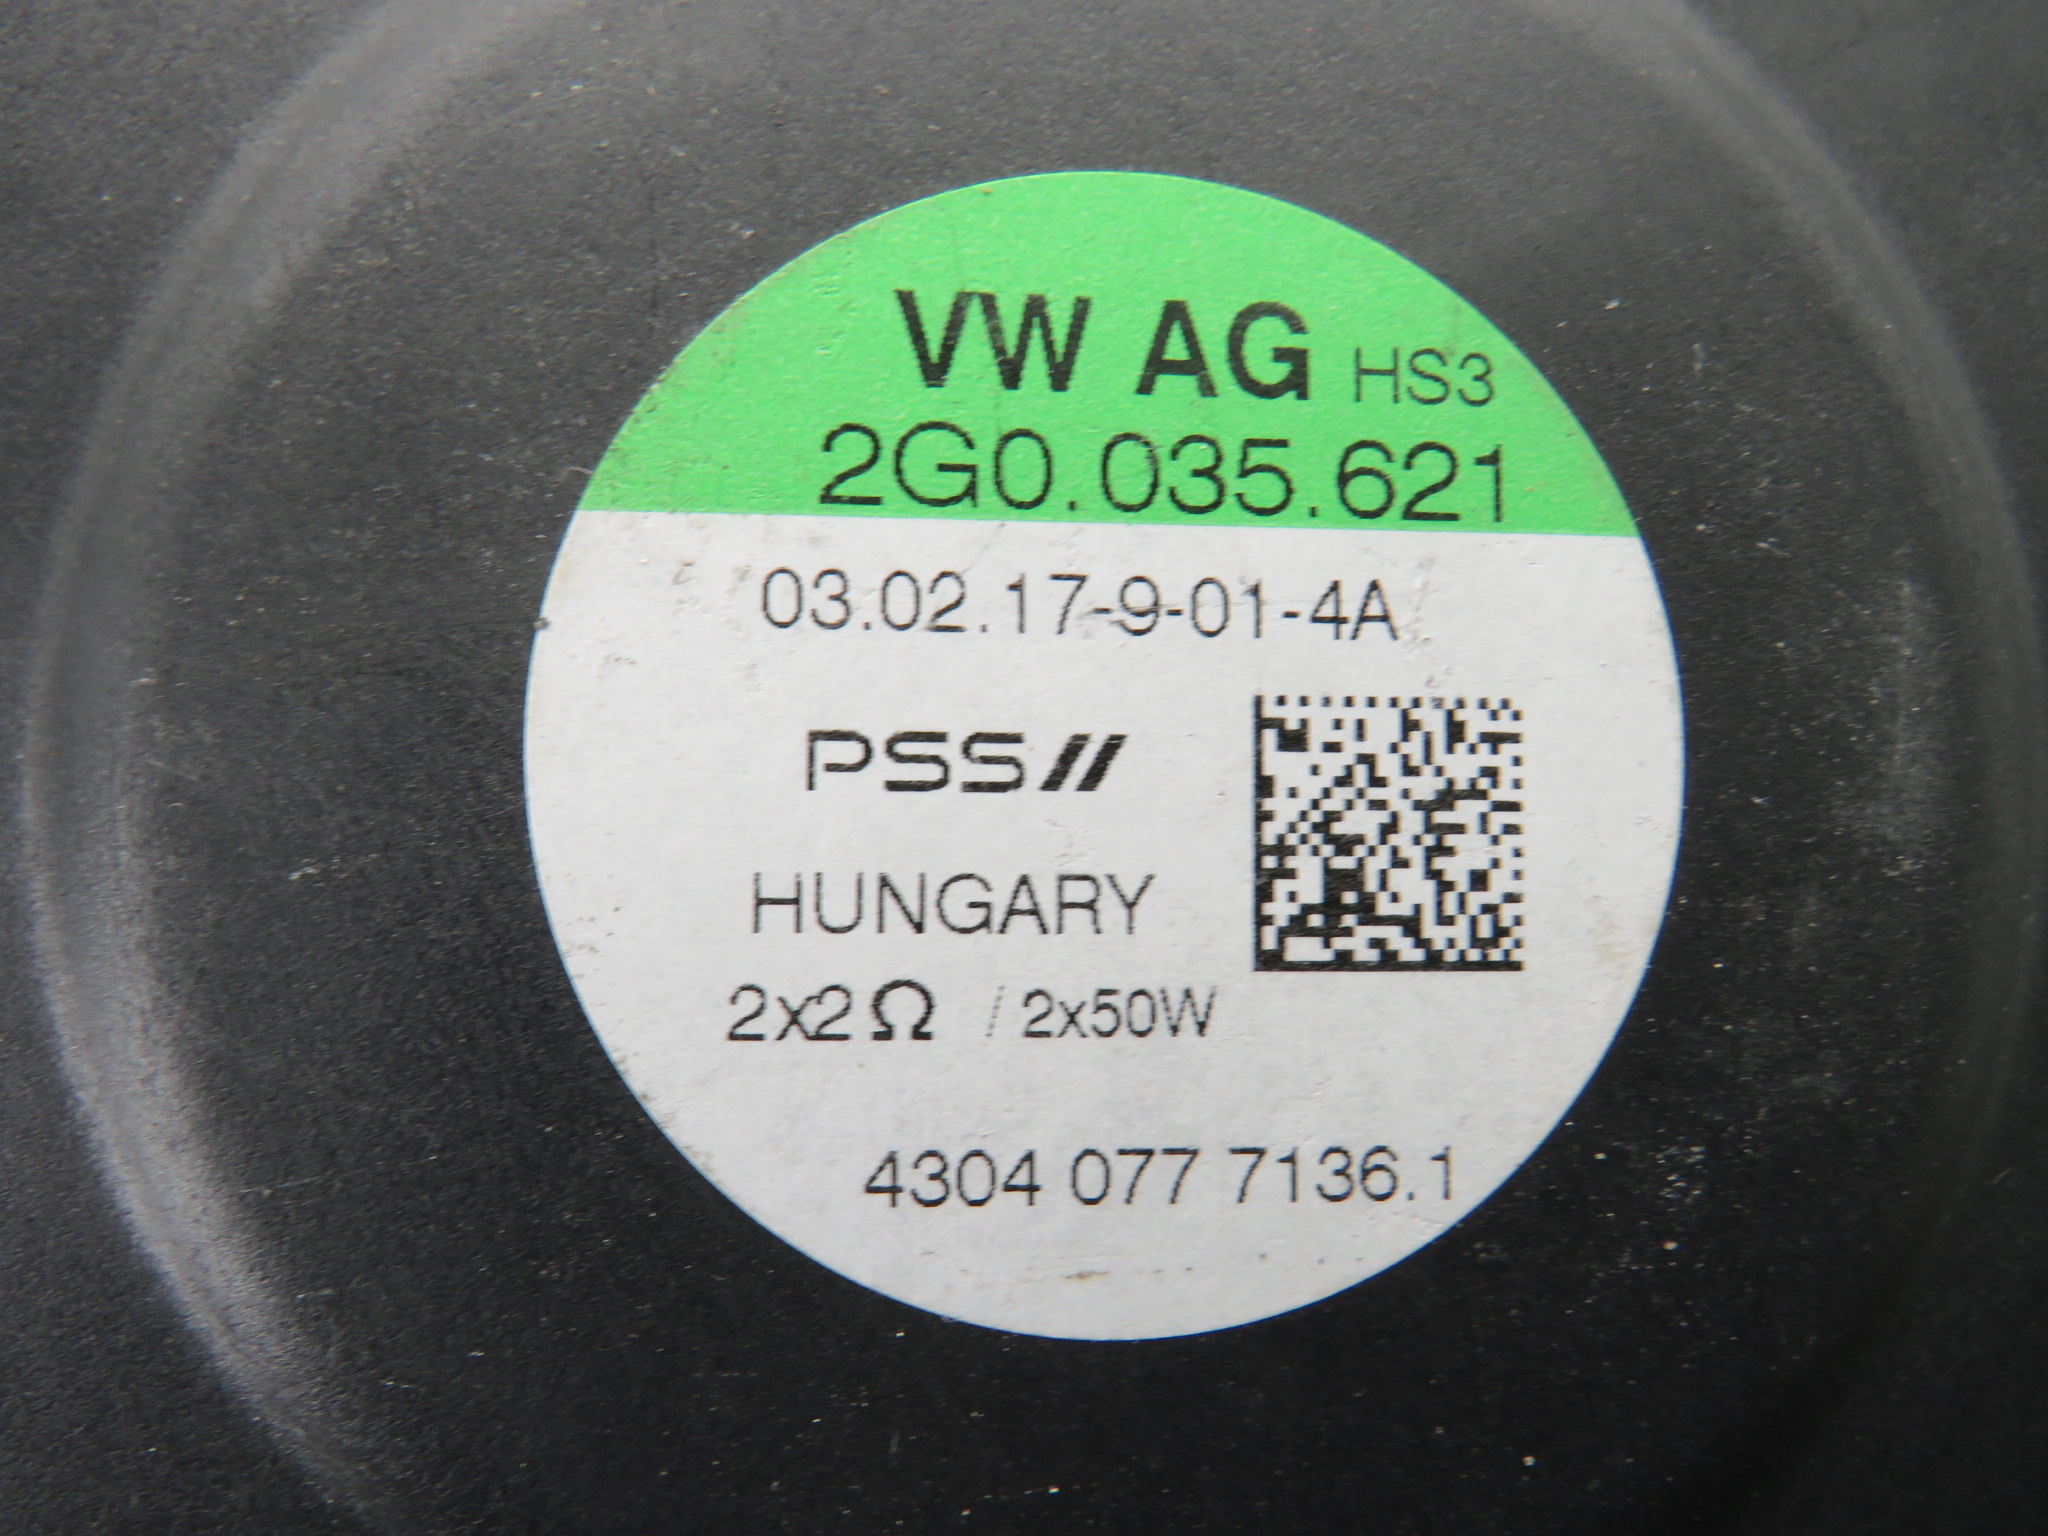 VW AG HS3
2G0.035.621
03.02.17-9-01-4A
PSS
HUNGARY
2x2Ω / 2x50W
4304 077 7136.1